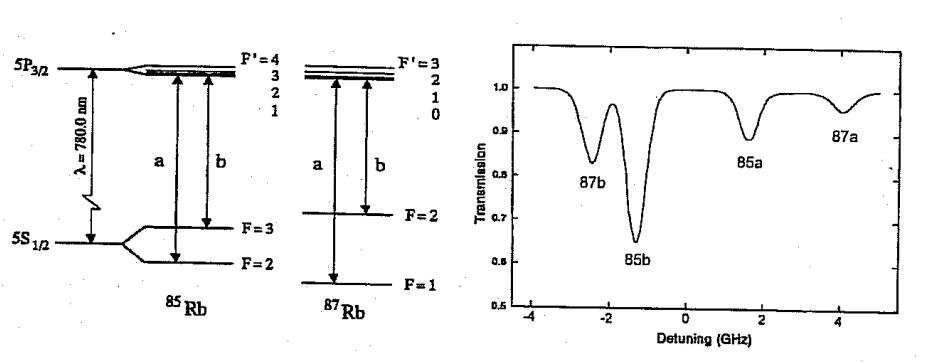 5P3/2
F'=4
3
2
1
λ = 780.0 nm
a
b
F=3
5S1/2
F=2
85Rb
F'=3
2
1
0
a
b
F=2
F=1
87Rb
Transmission
1.0
0.9
0.8
0.7
0.6
0.5
87b
85b
85a
87a
-4
-2
0
2
4
Detuning (GHz)